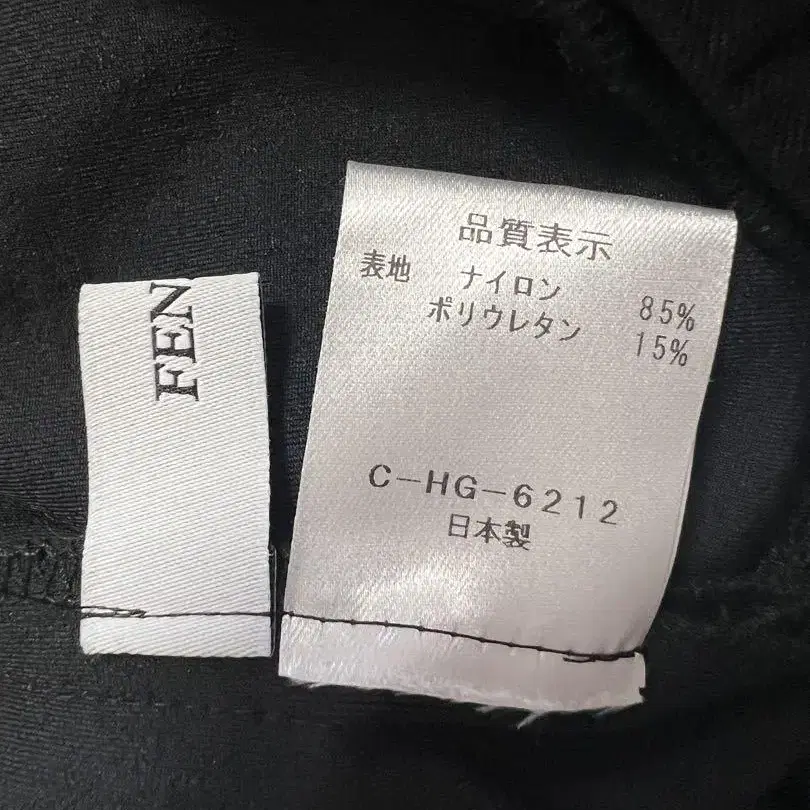 FEN
品質表示
表地 ナイロン 85%
ポリウレタン 15%
C-HG-6212
日本製